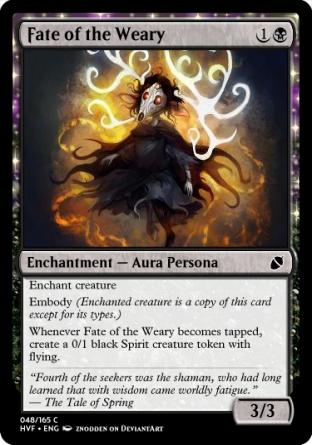 Fate of the Weary 1
Enchantment — Aura Persona
Enchant creature
Embody (Enchanted creature is a copy of this card
except for its types.)
Whenever Fate of the Weary becomes tapped,
create a 0/1 black Spirit creature token with
flying.
“Fourth of the seekers was the shaman, who had long
learned that with wisdom came worldly fatigue.”
— The Tale of Spring
3/3
048/165 C
HVF • ENG znodden on DeviantArt